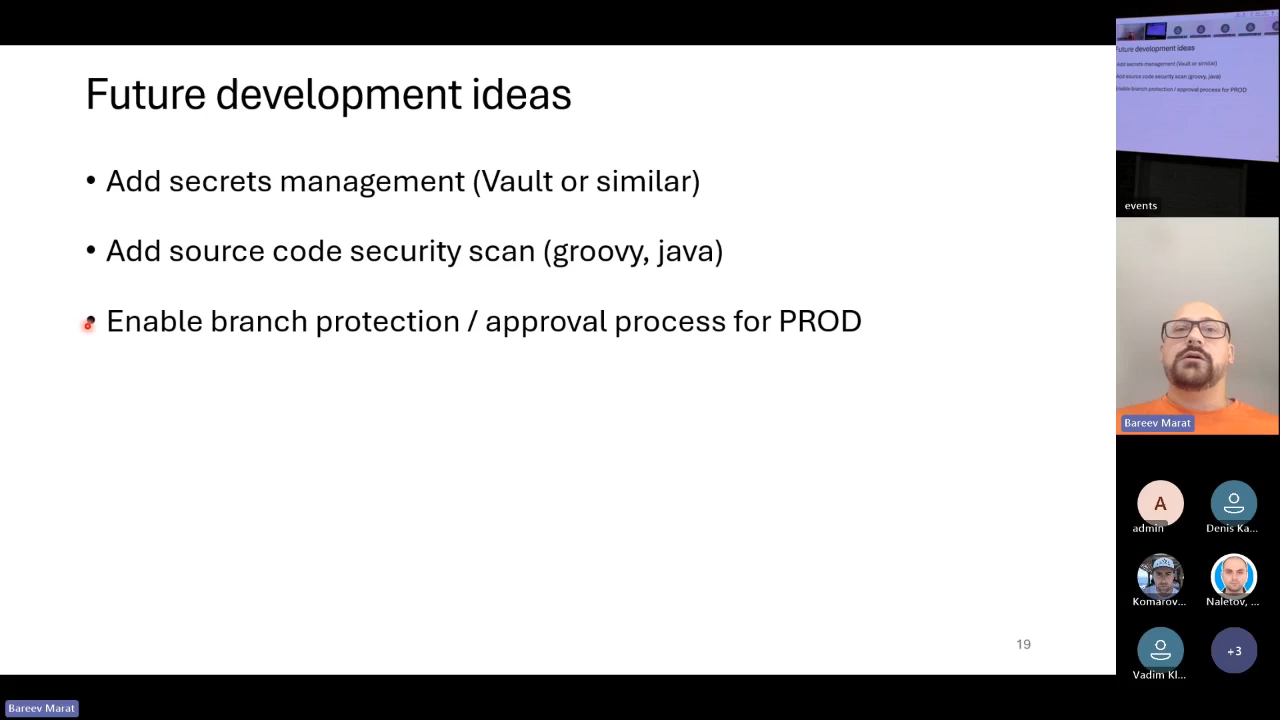 Future development ideas
• Add secrets management (Vault or similar)
• Add source code security scan (groovy, java)
• Enable branch protection / approval process for PROD
19
Bareev Marat
Future development ideas
Add secrets management (Vault or similar)
Add source code security scan (groovy, java)
Enable branch protection / approval process for PROD
events
Bareev Marat
A
admin
Denis Ka...
Komarov...
Naletov, ...
Vadim Kl...
+3